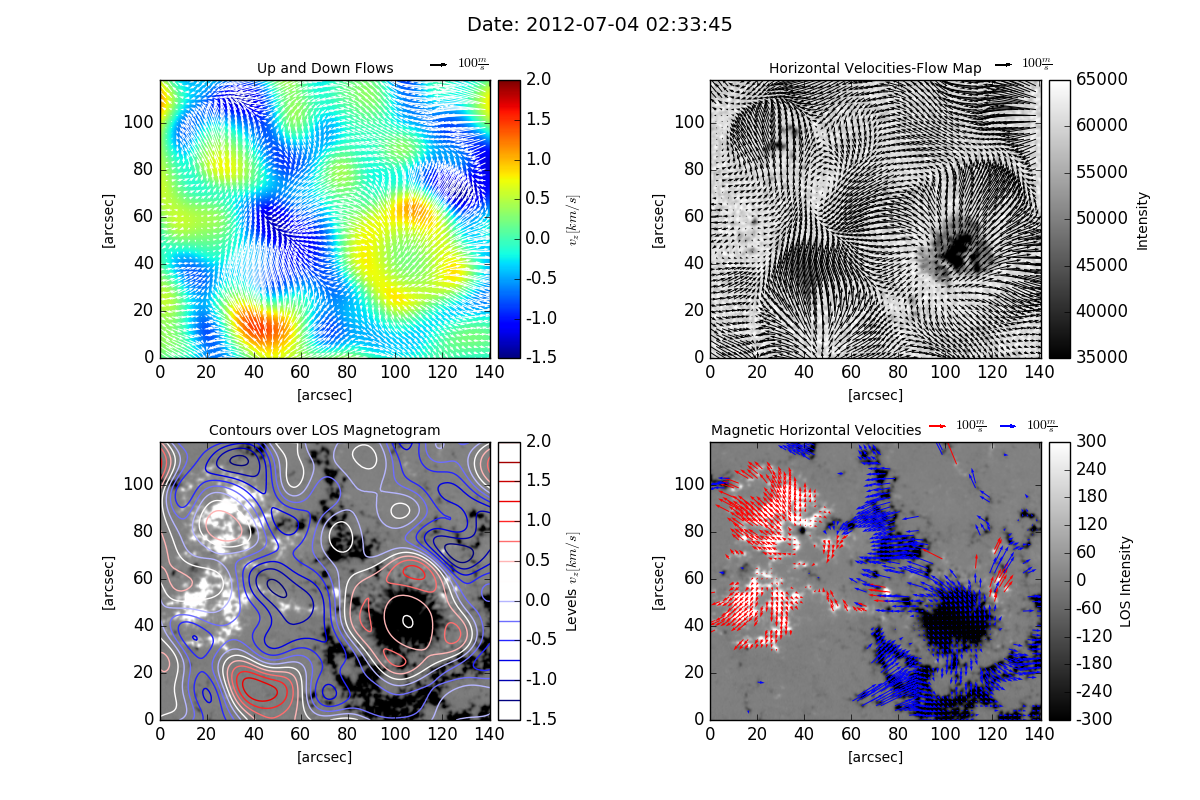 Date: 2012-07-04 02:33:45
Up and Down Flows
100 m/s
2.0
1.5
1.0
0.5
0.0
-0.5
-1.0
-1.5
v_z[km/s]
100
80
60
40
20
0
[arcsec]
0 20 40 60 80 100 120 140
[arcsec]
Horizontal Velocities-Flow Map
100 m/s
65000
60000
55000
50000
45000
40000
35000
Intensity
100
80
60
40
20
0
[arcsec]
0 20 40 60 80 100 120 140
[arcsec]
Contours over LOS Magnetogram
2.0
1.5
1.0
0.5
0.0
-0.5
-1.0
-1.5
Levels v_z[km/s]
100
80
60
40
20
0
[arcsec]
0 20 40 60 80 100 120 140
[arcsec]
Magnetic Horizontal Velocities
100 m/s
100 m/s
300
240
180
120
60
0
-60
-120
-180
-240
-300
LOS Intensity
100
80
60
40
20
0
[arcsec]
0 20 40 60 80 100 120 140
[arcsec]